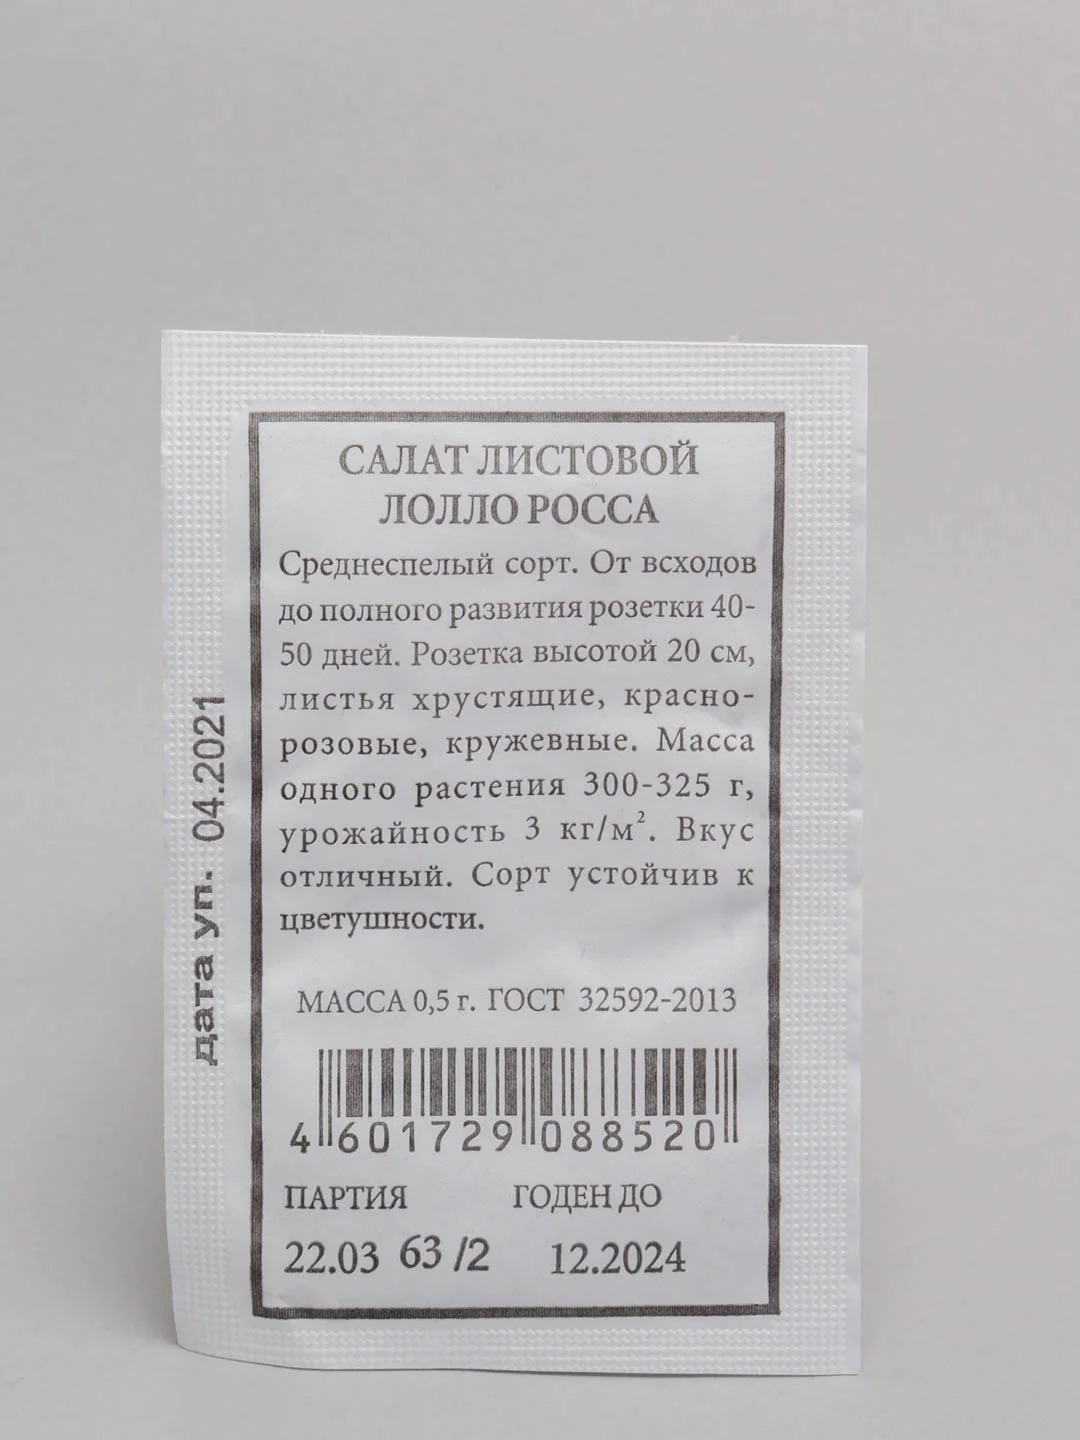 САЛАТ ЛИСТОВОЙ
ЛОЛЛО РОССА
Среднеспелый сорт. От всходов
до полного развития розетки 40-
50 дней. Розетка высотой 20 см,
листья хрустящие, красно-
розовые, кружевные. Масса
одного растения 300-325 г,
урожайность 3 кг/м². Вкус
отличный. Сорт устойчив к
цветушности.
МАССА 0,5 г. ГОСТ 32592-2013
4 601729 088520
ПАРТИЯ ГОДЕН ДО
22.03 63 /2 12.2024
дата уп. 04.2021